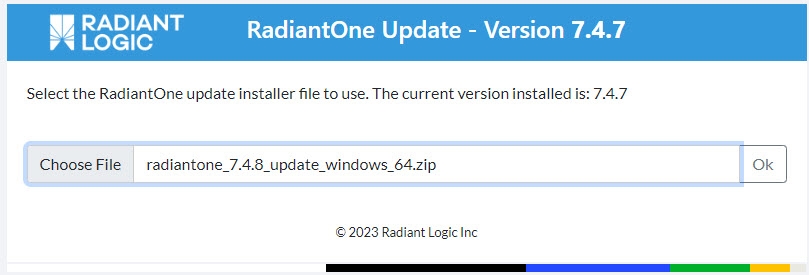 RADIANT
LOGIC
RadiantOne Update - Version 7.4.7
Select the RadiantOne update installer file to use. The current version installed is: 7.4.7
Choose File radiantone_7.4.8_update_windows_64.zip Ok
© 2023 Radiant Logic Inc